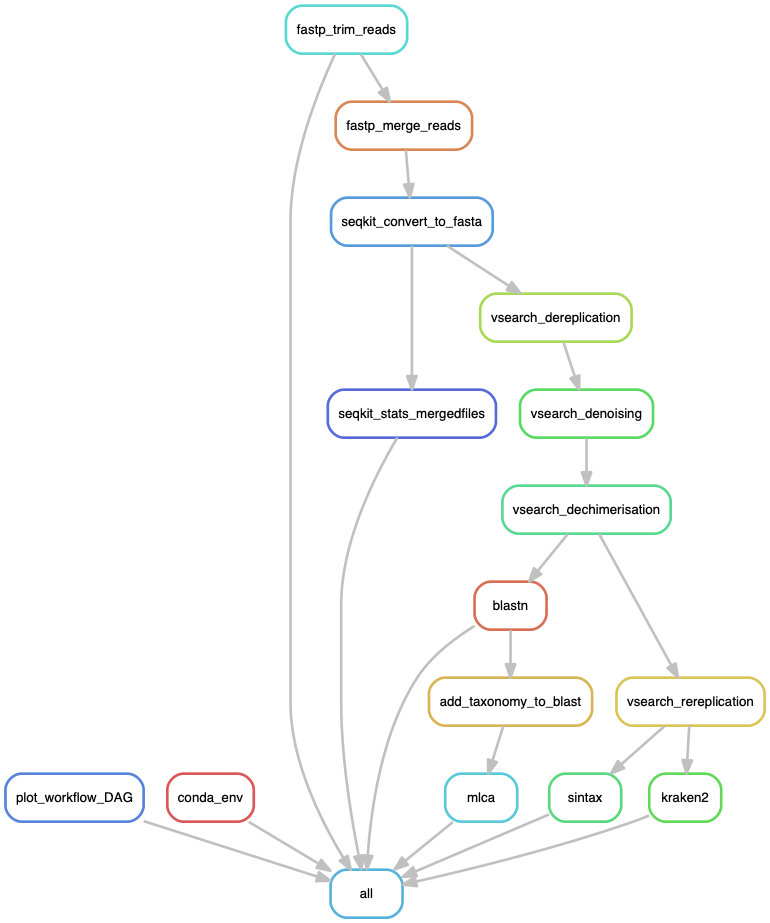 fastp_trim_reads
fastp_merge_reads
seqkit_convert_to_fasta
vsearch_dereplication
seqkit_stats_mergedfiles
vsearch_denoising
vsearch_dechimerisation
blastn
add_taxonomy_to_blast
vsearch_rereplication
plot_workflow_DAG
conda_env
mlca
sintax
kraken2
all